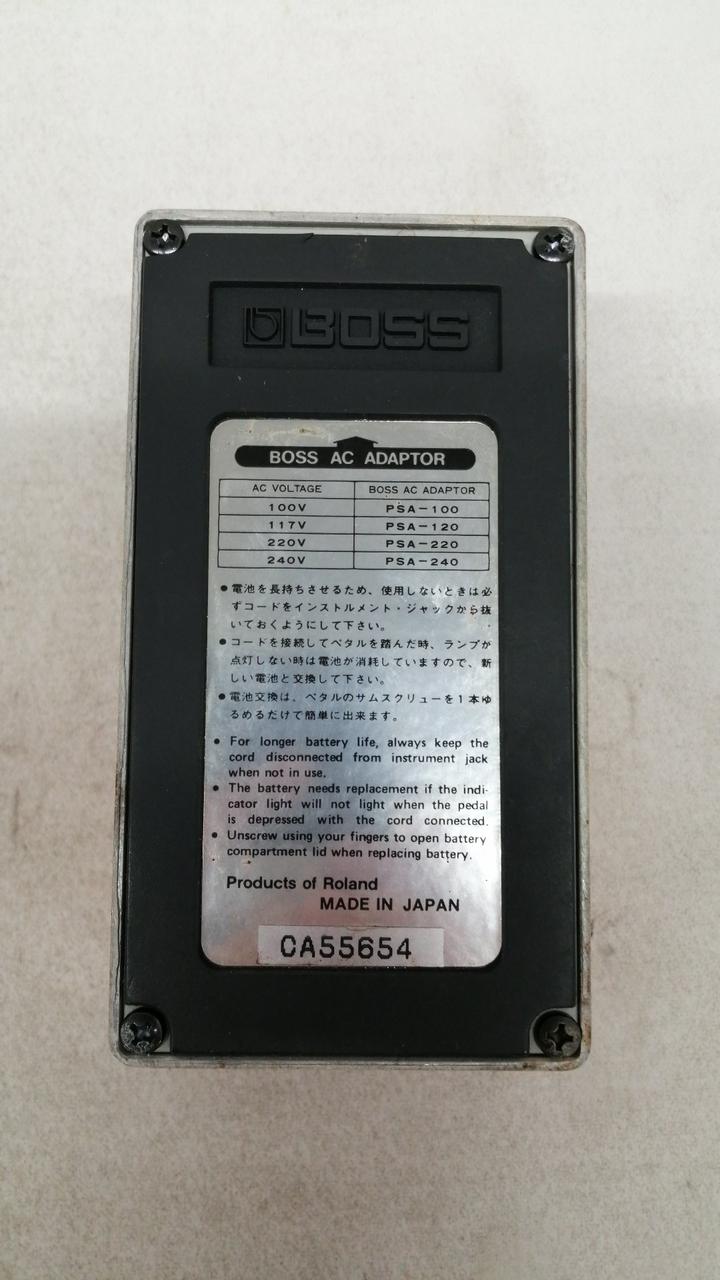 BOSS
BOSS AC ADAPTOR
AC VOLTAGE BOSS AC ADAPTOR
100V PSA-100
117V PSA-120
220V PSA-220
240V PSA-240
●電池を長持ちさせるため、使用しないときは必
ずコードをインストルメント・ジャックから抜
いておくようにして下さい。
●コードを接続してペタルを踏んだ時、ランプが
点灯しない時は電池が消耗していますので、新
しい電池と交換して下さい。
●電池交換は、ペタルのサムスクリューを1本ゆ
るめるだけで簡単に出来ます。
● For longer battery life, always keep the
cord disconnected from instrument jack
when not in use.
● The battery needs replacement if the indi-
cator light will not light when the pedal
is depressed with the cord connected.
● Unscrew using your fingers to open battery
compartment lid when replacing battery.
Products of Roland
MADE IN JAPAN
CA55654